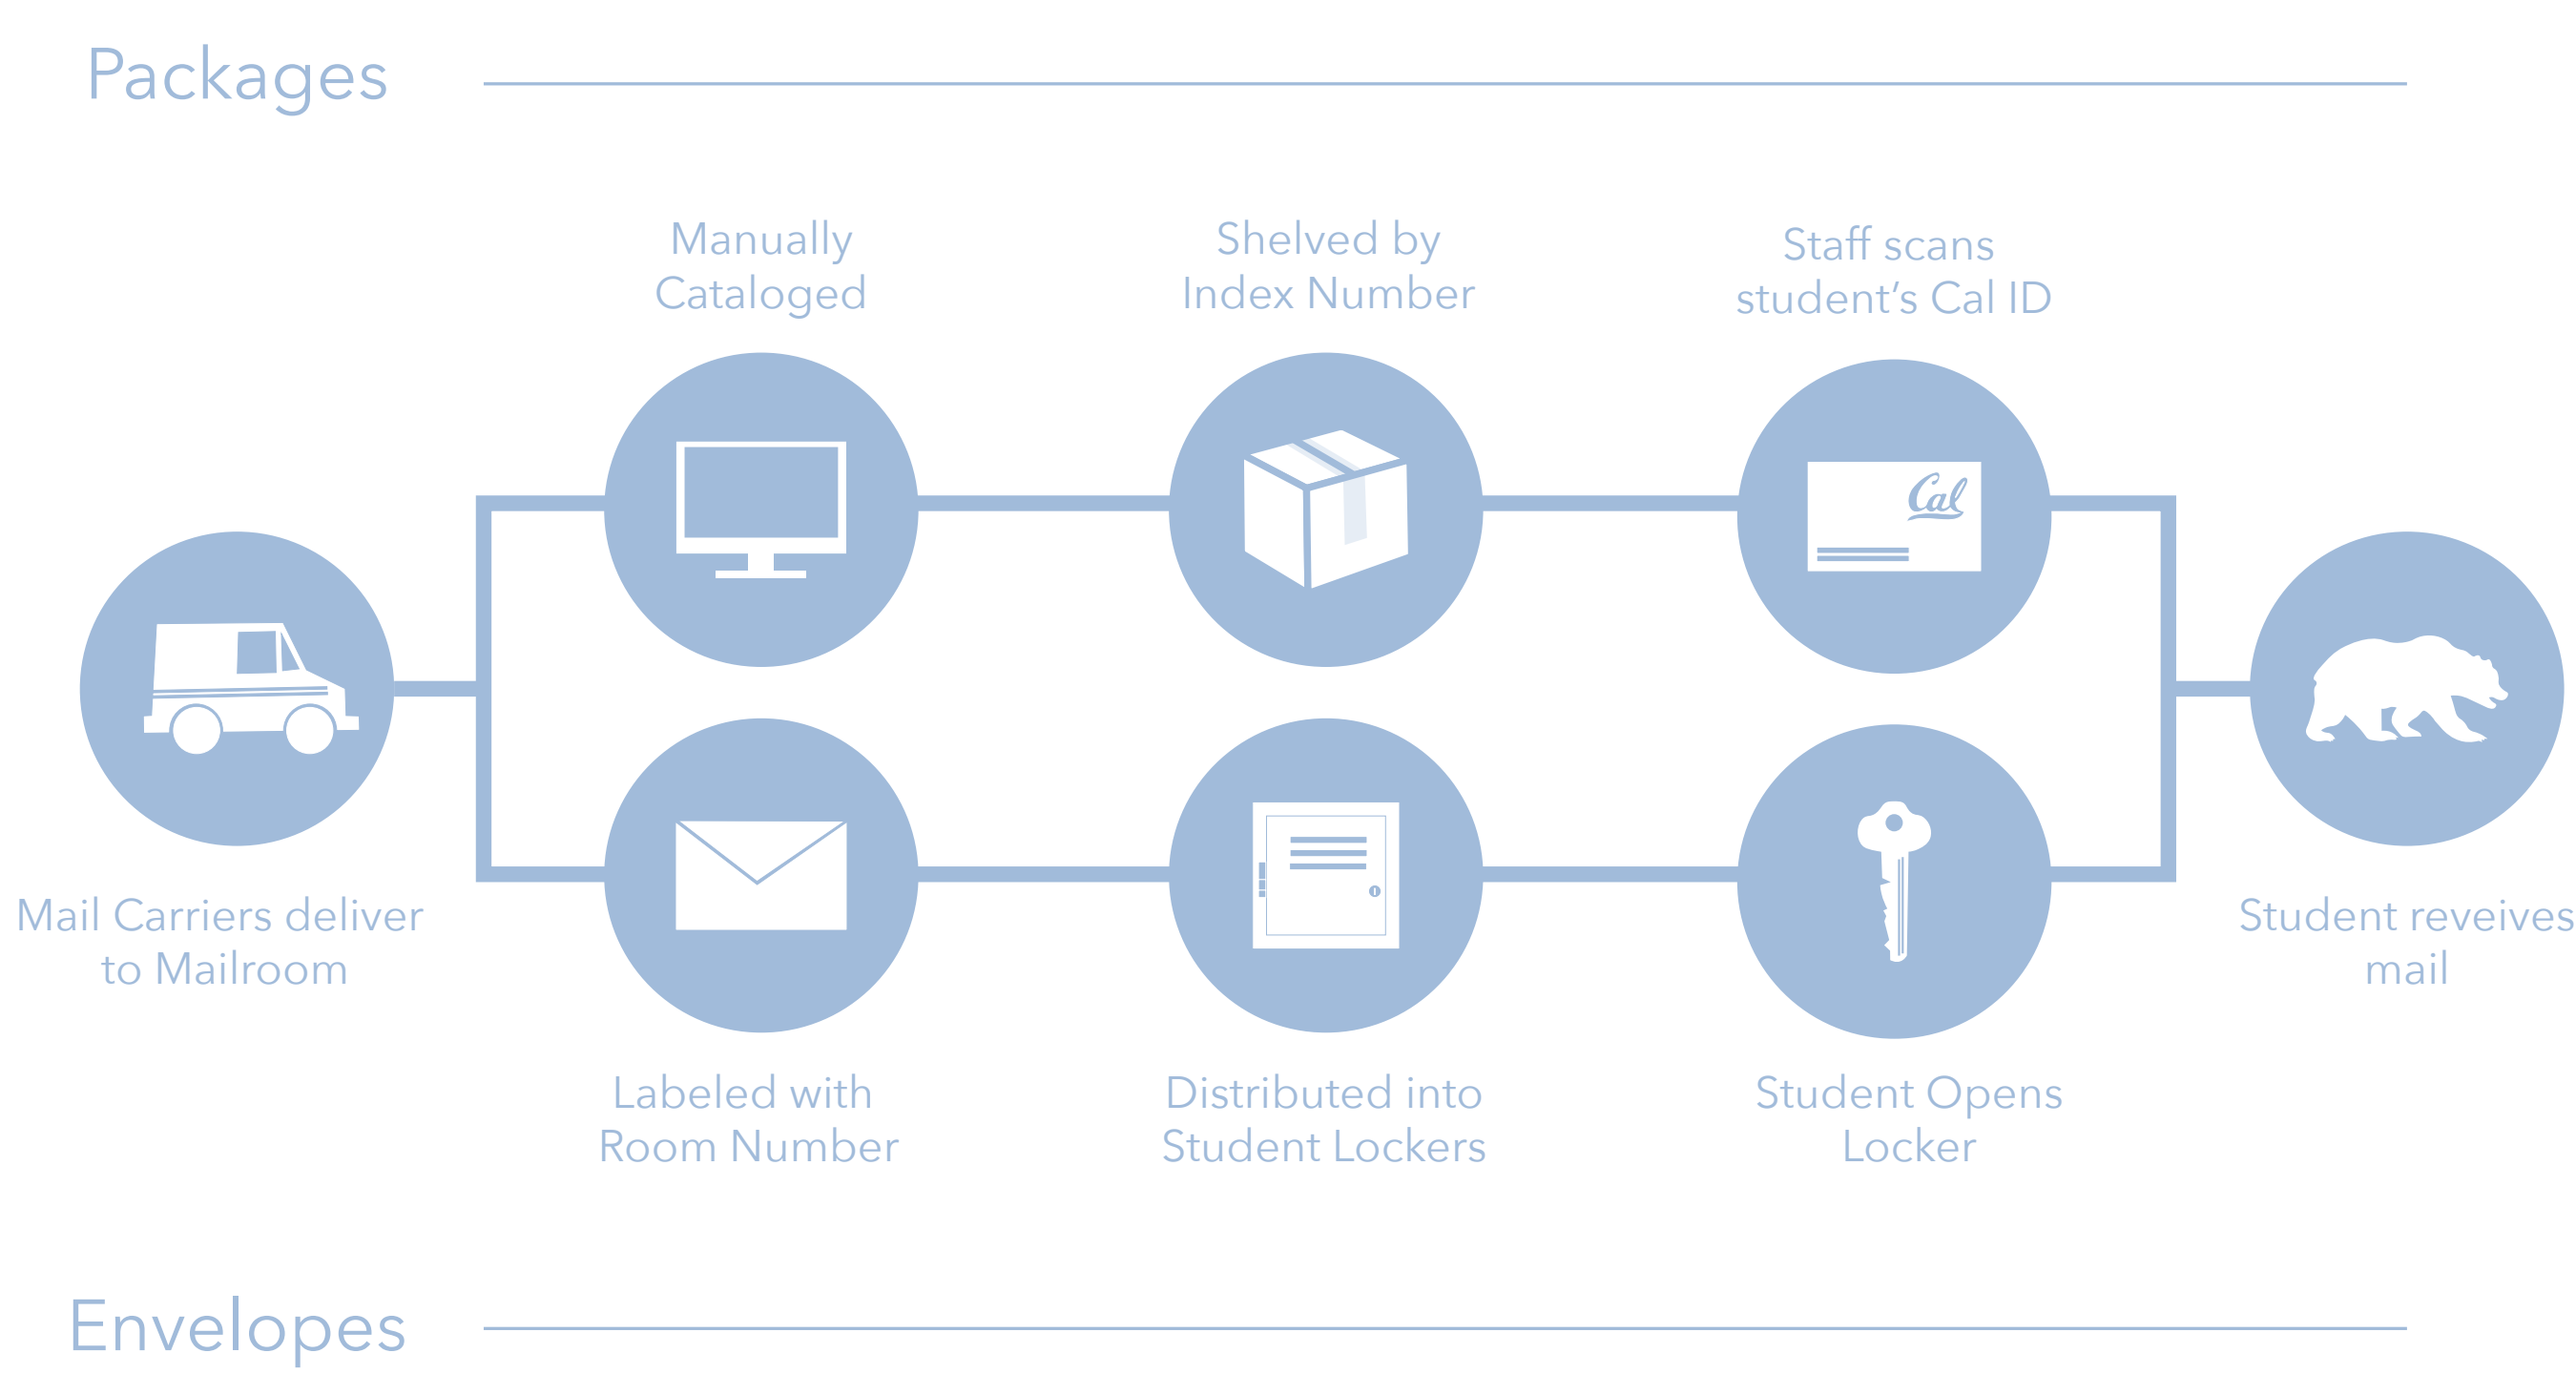 Packages
Manually
Cataloged
Shelved by
Index Number
Staff scans
student’s Cal ID
Cal
Mail Carriers deliver
to Mailroom
Student reveives
mail
Labeled with
Room Number
Distributed into
Student Lockers
Student Opens
Locker
Envelopes